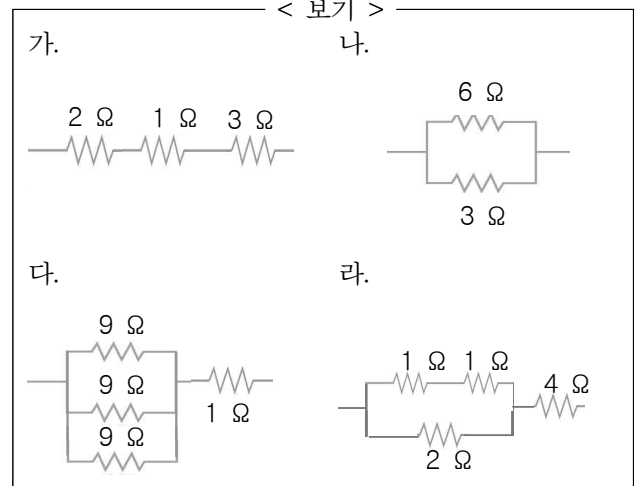 < 보기 >
가.
2 Ω 1 Ω 3 Ω
나.
6 Ω
3 Ω
다.
9 Ω
9 Ω
9 Ω
1 Ω
라.
1 Ω 1 Ω
4 Ω
2 Ω